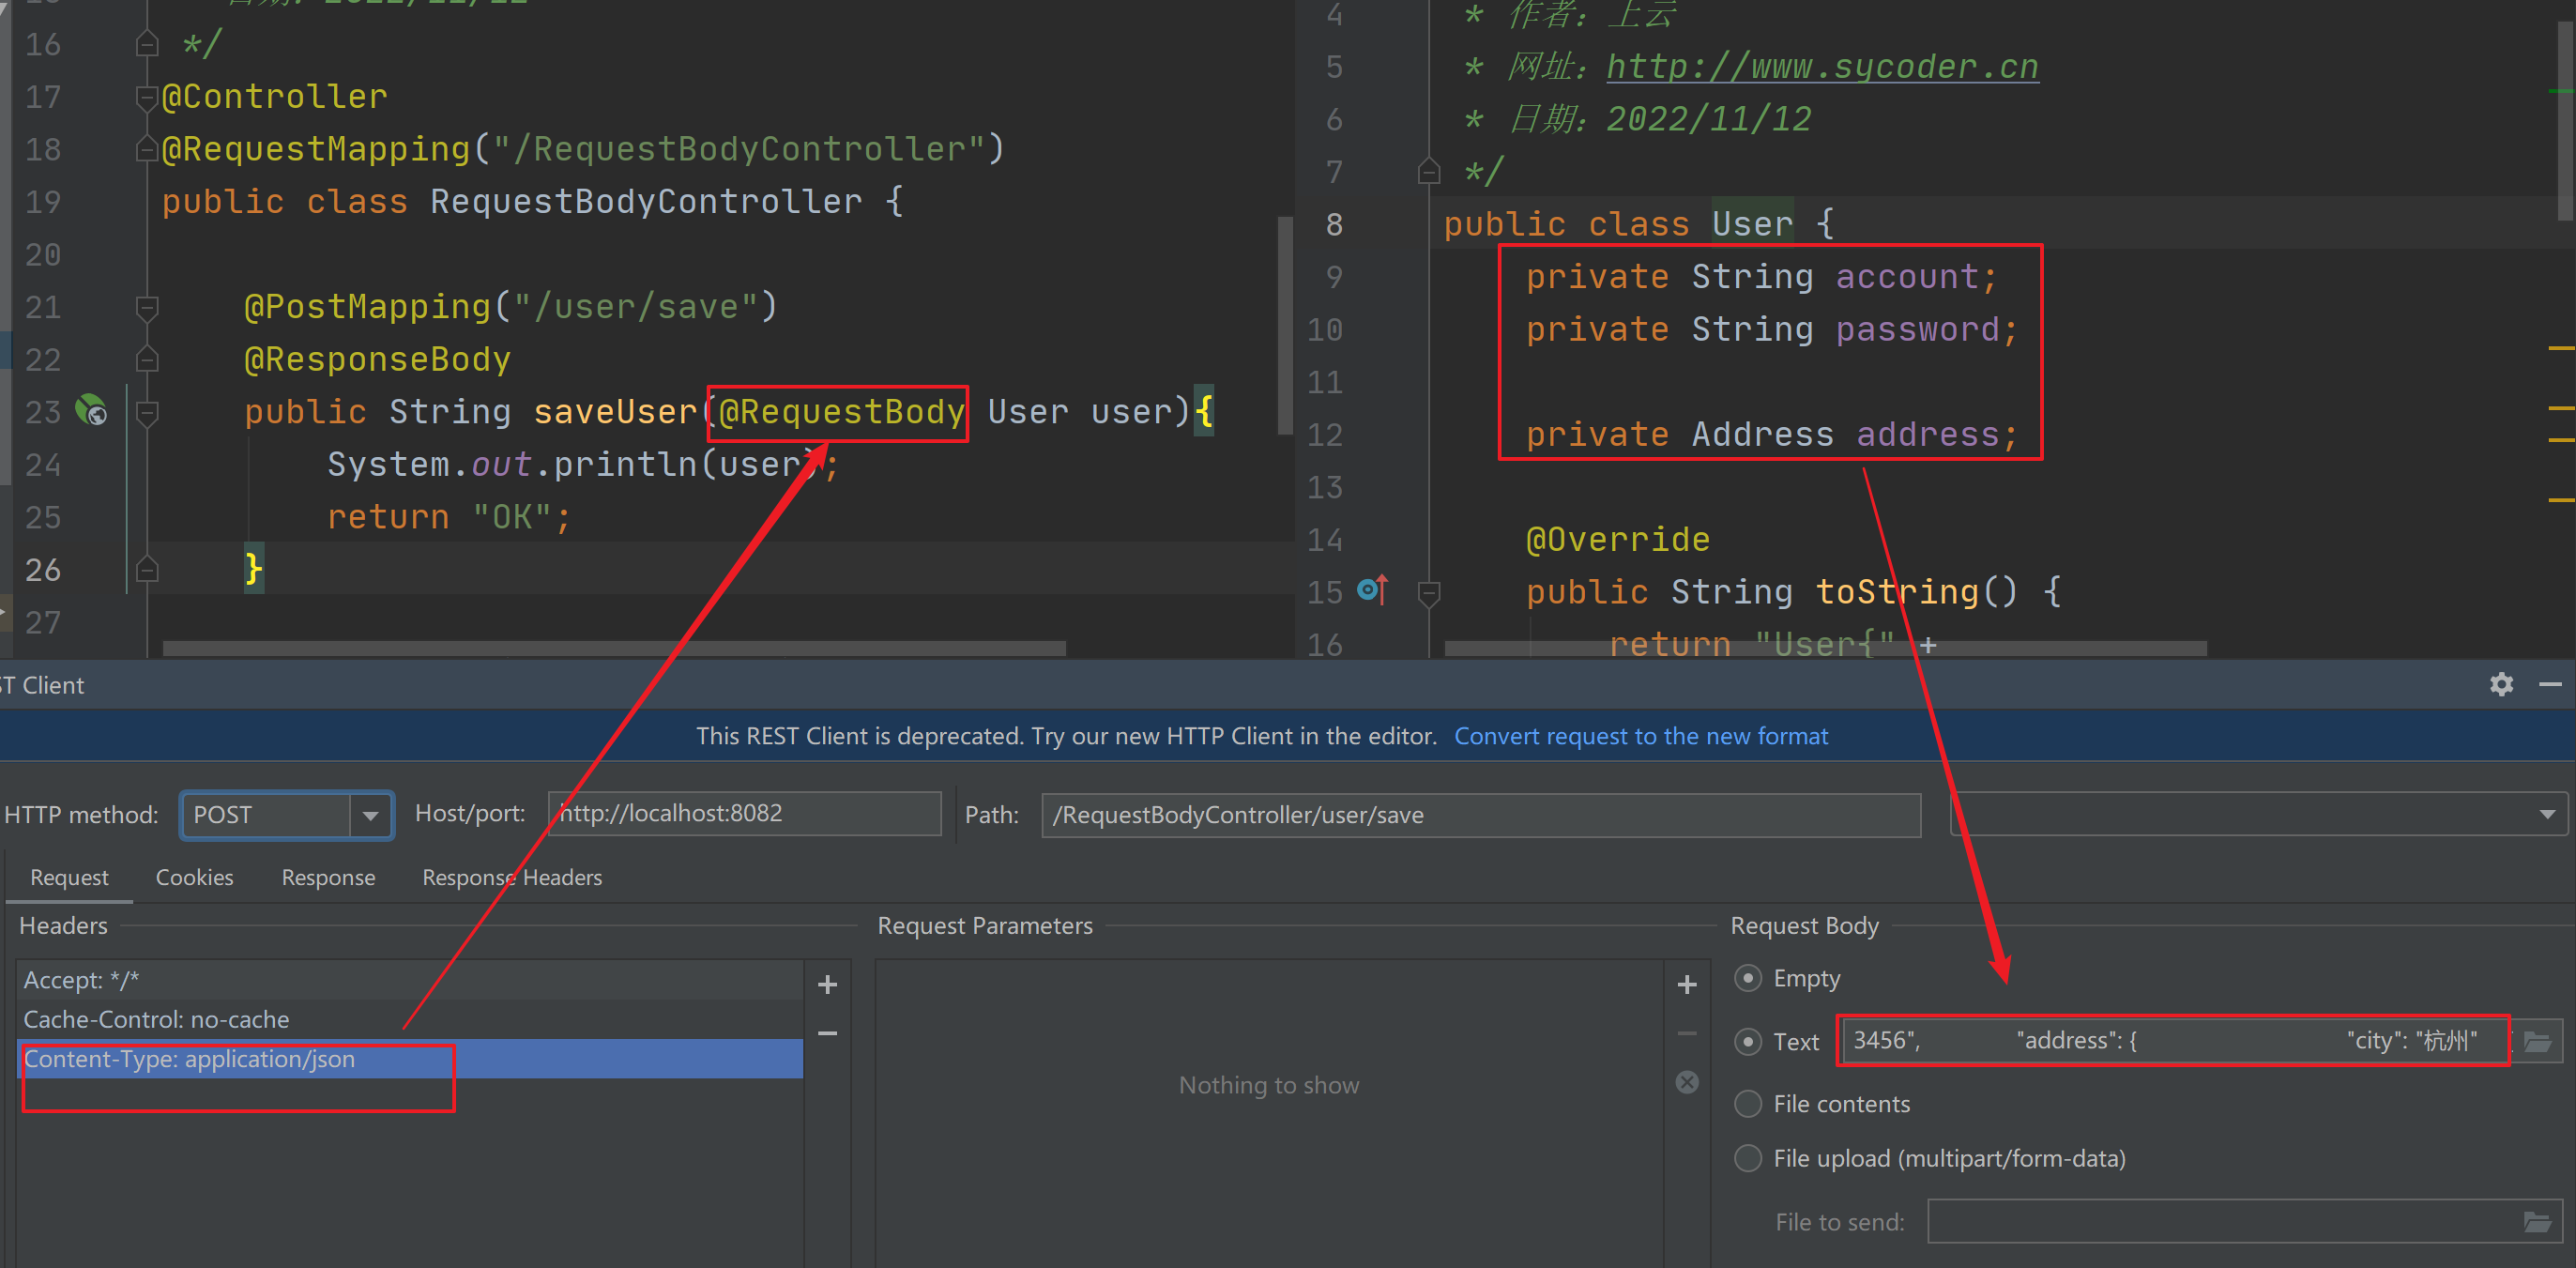 日期: 2022/11/12
16 */
17 @Controller
18 @RequestMapping("/RequestBodyController")
19 public class RequestBodyController {
20
21 @PostMapping("/user/save")
22 @ResponseBody
23 public String saveUser(@RequestBody User user){
24 System.out.println(user);
25 return "OK";
26 }
27
4 * 作者：上云
5 * 网址：http://www.sycoder.cn
6 * 日期：2022/11/12
7 */
8 public class User {
9 private String account;
10 private String password;
11
12 private Address address;
13
14 @Override
15 public String toString() {
16 return "User{" +
ST Client
This REST Client is deprecated. Try our new HTTP Client in the editor. Convert request to the new format
HTTP method: POST Host/port: http://localhost:8082 Path: /RequestBodyController/user/save
Request Cookies Response Response Headers
Headers
Accept: */*
Cache-Control: no-cache
Content-Type: application/json
Request Parameters
Nothing to show
Request Body
Empty
Text 3456", "address": { "city": "杭州"
File contents
File upload (multipart/form-data)
File to send: